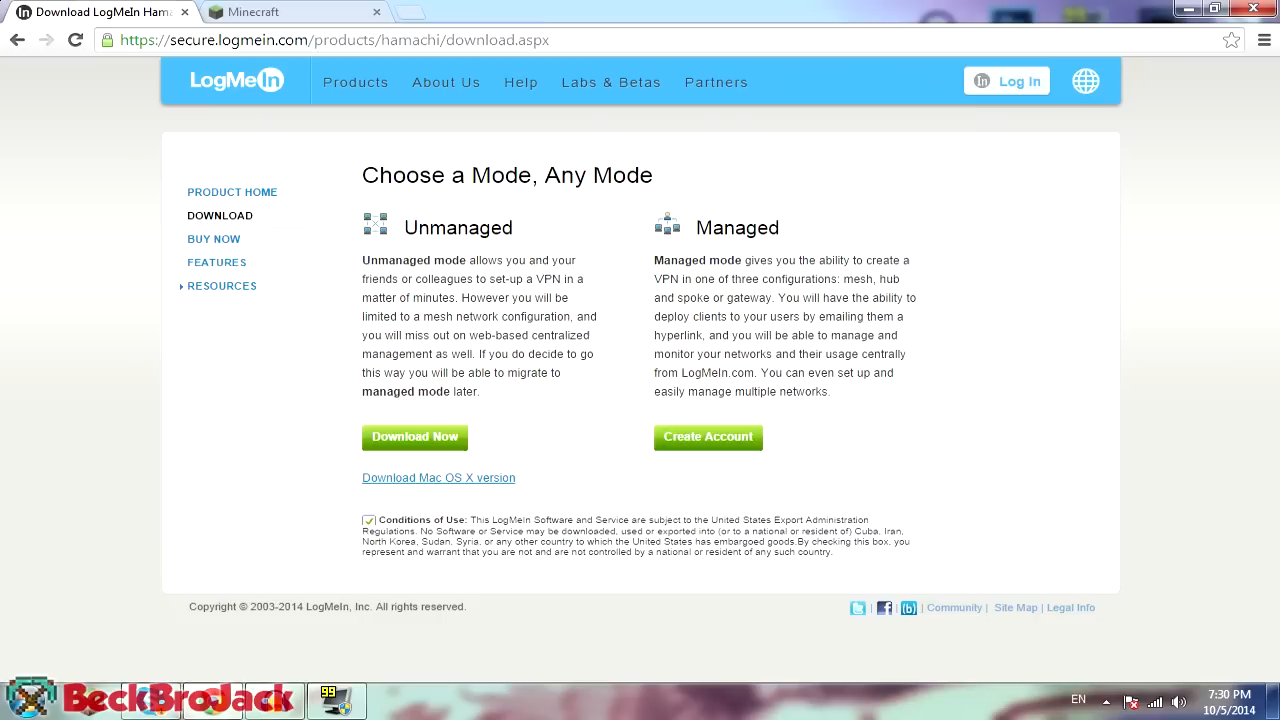 Download LogMeIn Hama
Minecraft
https://secure.logmein.com/products/hamachi/download.aspx
LogMeIn
Products
About Us
Help
Labs & Betas
Partners
In Log In
PRODUCT HOME
DOWNLOAD
BUY NOW
FEATURES
RESOURCES
Choose a Mode, Any Mode
Unmanaged
Unmanaged mode allows you and your
friends or colleagues to set-up a VPN in a
matter of minutes. However you will be
limited to a mesh network configuration, and
you will miss out on web-based centralized
management as well. If you do decide to go
this way you will be able to migrate to
managed mode later.
Download Now
Download Mac OS X version
Managed
Managed mode gives you the ability to create a
VPN in one of three configurations: mesh, hub
and spoke or gateway. You will have the ability to
deploy clients to your users by emailing them a
hyperlink, and you will be able to manage and
monitor your networks and their usage centrally
from LogMeIn.com. You can even set up and
easily manage multiple networks.
Create Account
Conditions of Use: This LogMeIn Software and Service are subject to the United States Export Administration
Regulations. No Software or Service may be downloaded, used or exported into (or to a national or resident of) Cuba, Iran,
North Korea, Sudan, Syria, or any other country to which the United States has embargoed goods.By checking this box, you
represent and warrant that you are not and are not controlled by a national or resident of any such country.
Copyright © 2003-2014 LogMeIn, Inc. All rights reserved.
| | | Community | Site Map | Legal Info
BeckBroJack
99
EN
7:30 PM
10/5/2014